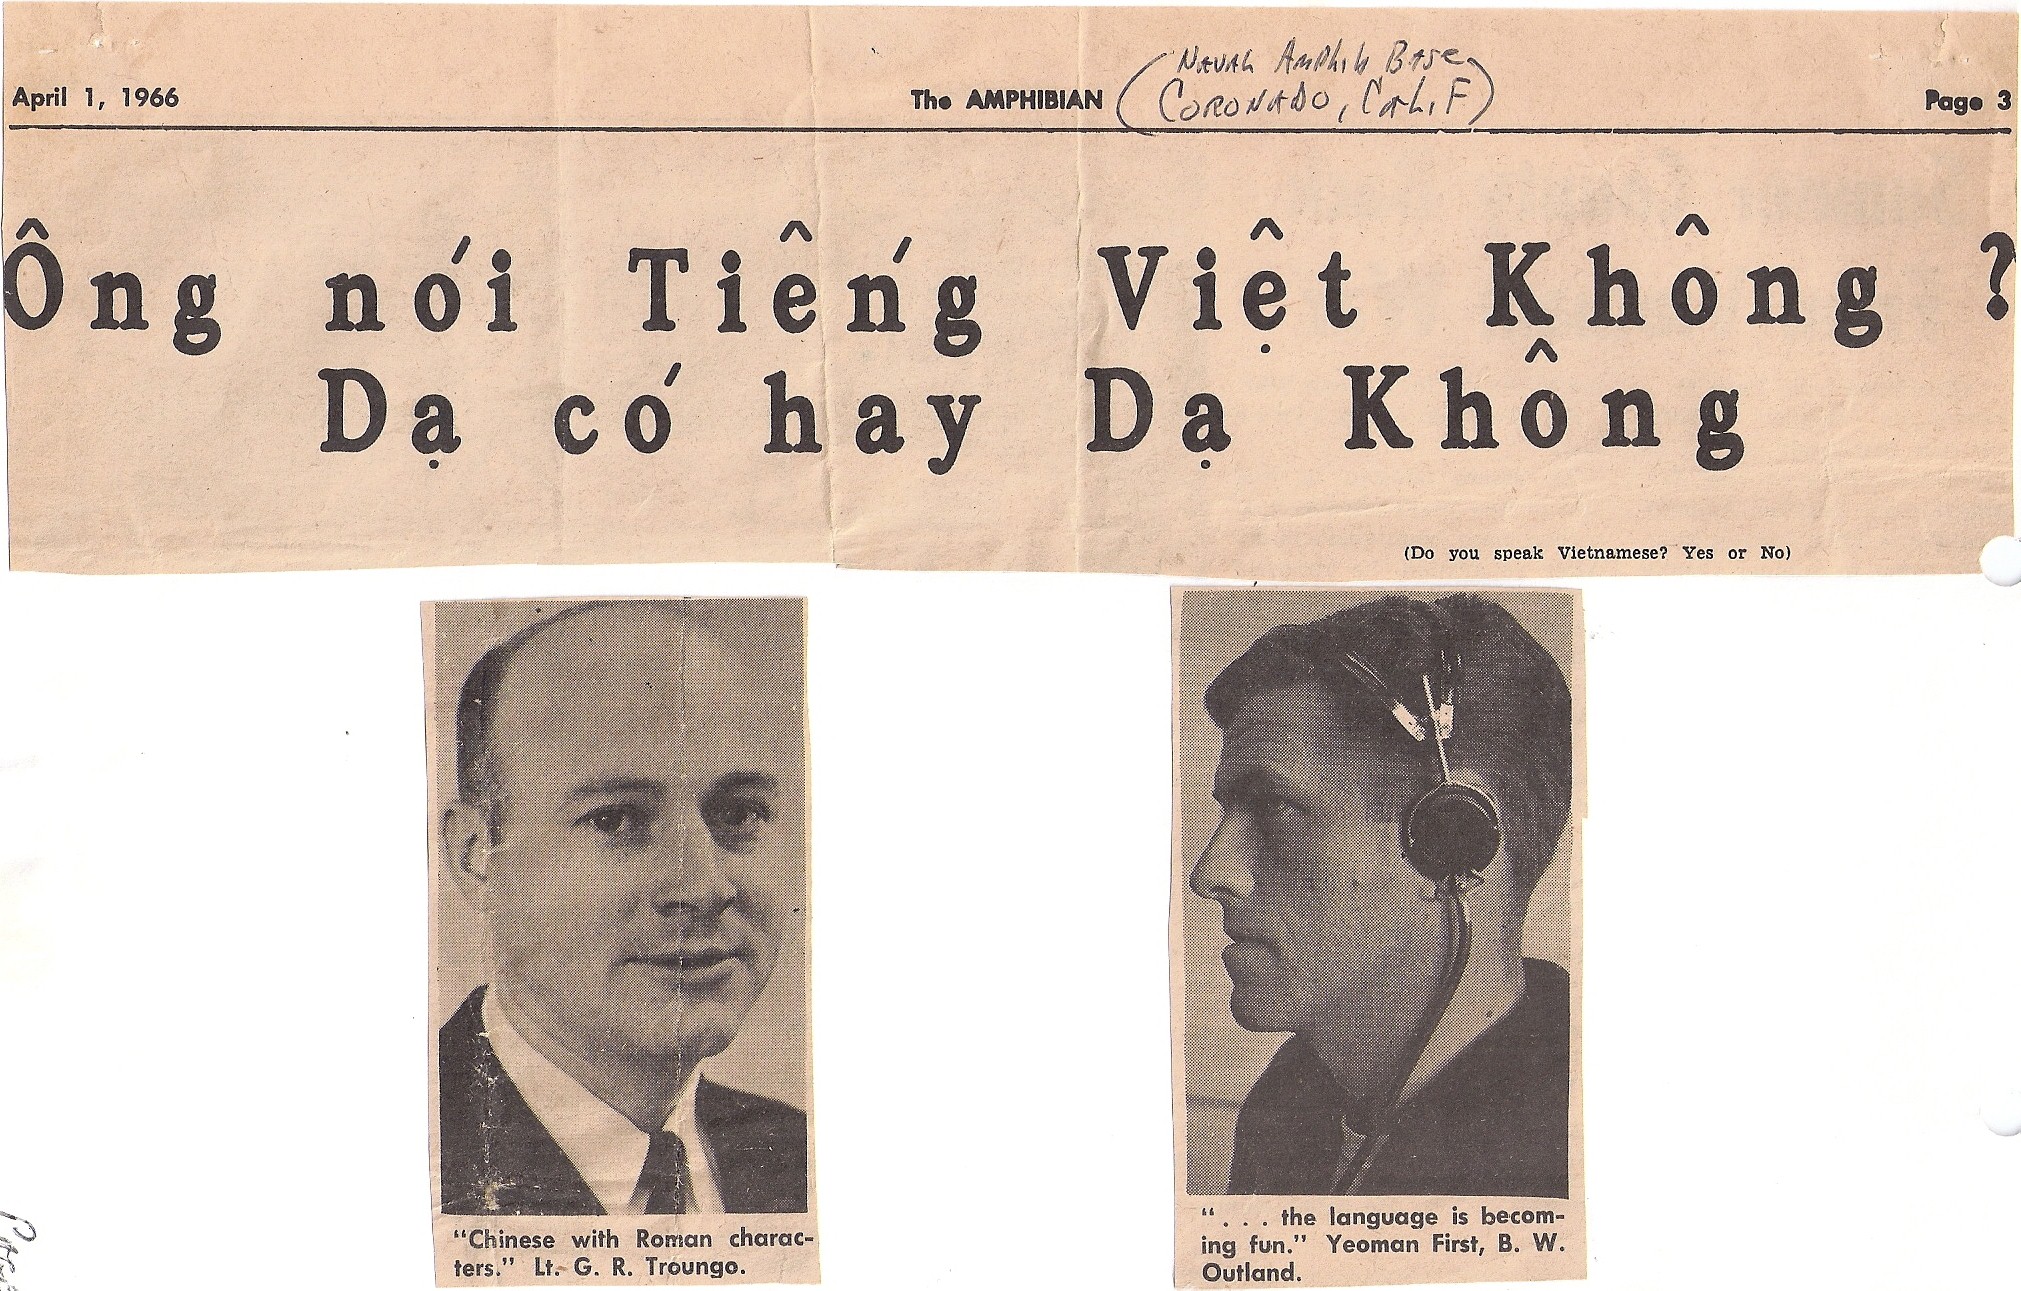 April 1, 1966
The AMPHIBIAN
(Naval Amphib Base
Coronado, Calif)
Page 3
Ông nói Tiếng Việt Không ?
Dạ có hay Dạ Không
(Do you speak Vietnamese? Yes or No)
"Chinese with Roman charac-
ters." Lt. G. R. Troungo.
". . . the language is becom-
ing fun." Yeoman First, B. W.
Outland.